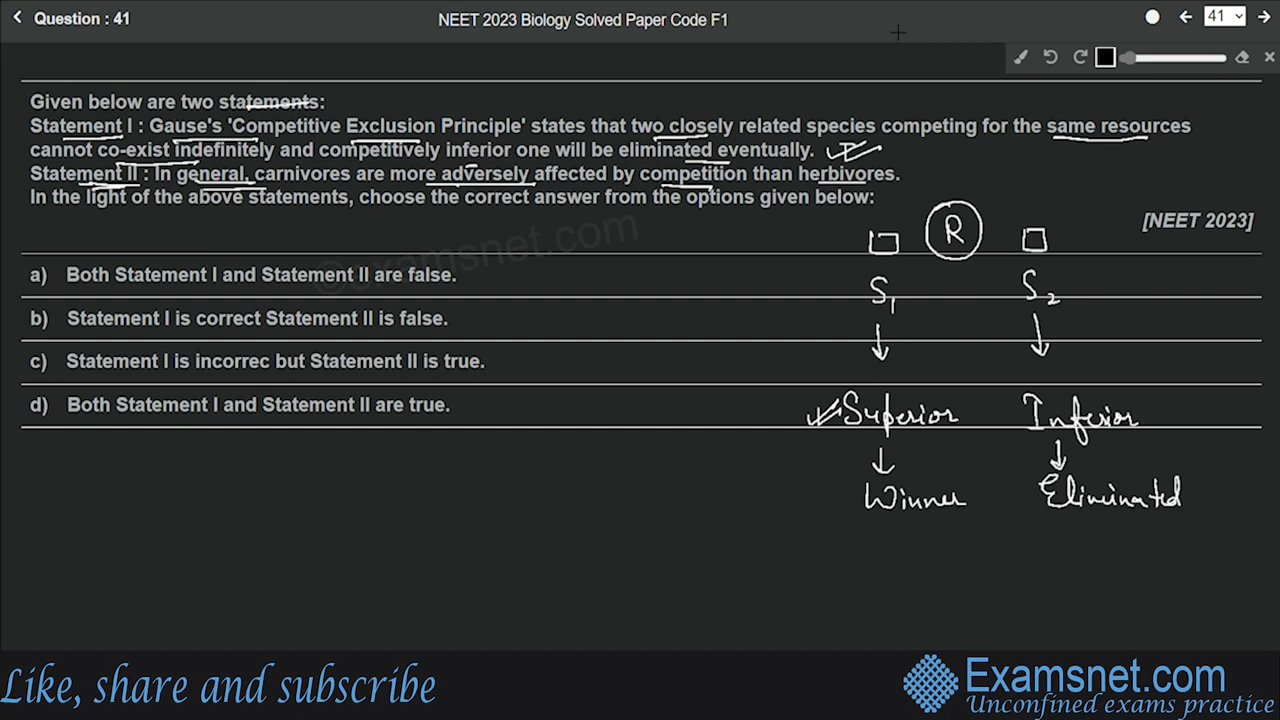 Question : 41
NEET 2023 Biology Solved Paper Code F1
41
Given below are two statements:
Statement I : Gause's 'Competitive Exclusion Principle' states that two closely related species competing for the same resources
cannot co-exist indefinitely and competitively inferior one will be eliminated eventually.
Statement II : In general, carnivores are more adversely affected by competition than herbivores.
In the light of the above statements, choose the correct answer from the options given below:
[NEET 2023]
©examsnet.com
R
a) Both Statement I and Statement II are false.
S1 S2
b) Statement I is correct Statement II is false.
c) Statement I is incorrec but Statement II is true.
d) Both Statement I and Statement II are true.
Superior Inferior
Winner Eliminated
Like, share and subscribe
Examsnet.com
Unconfined exams practice